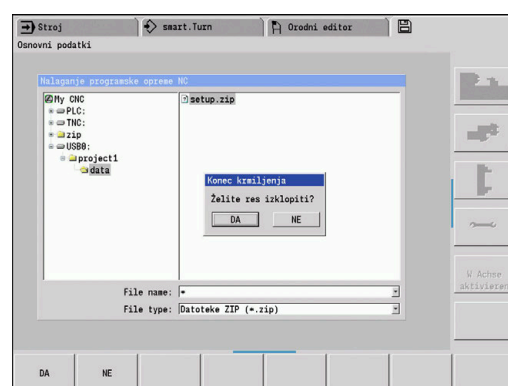 Stroj
smart.Turn
Orodni editor
Osnovni podatki
Nalaganje programske opreme NC
My CNC
PLC:
TNC:
zip
USB0:
project1
data
setup.zip
Konec krmiljenja
Želite res izklopiti?
DA
NE
W Achse
aktivieren
File name: *
File type: Datoteke ZIP (*.zip)
DA
NE